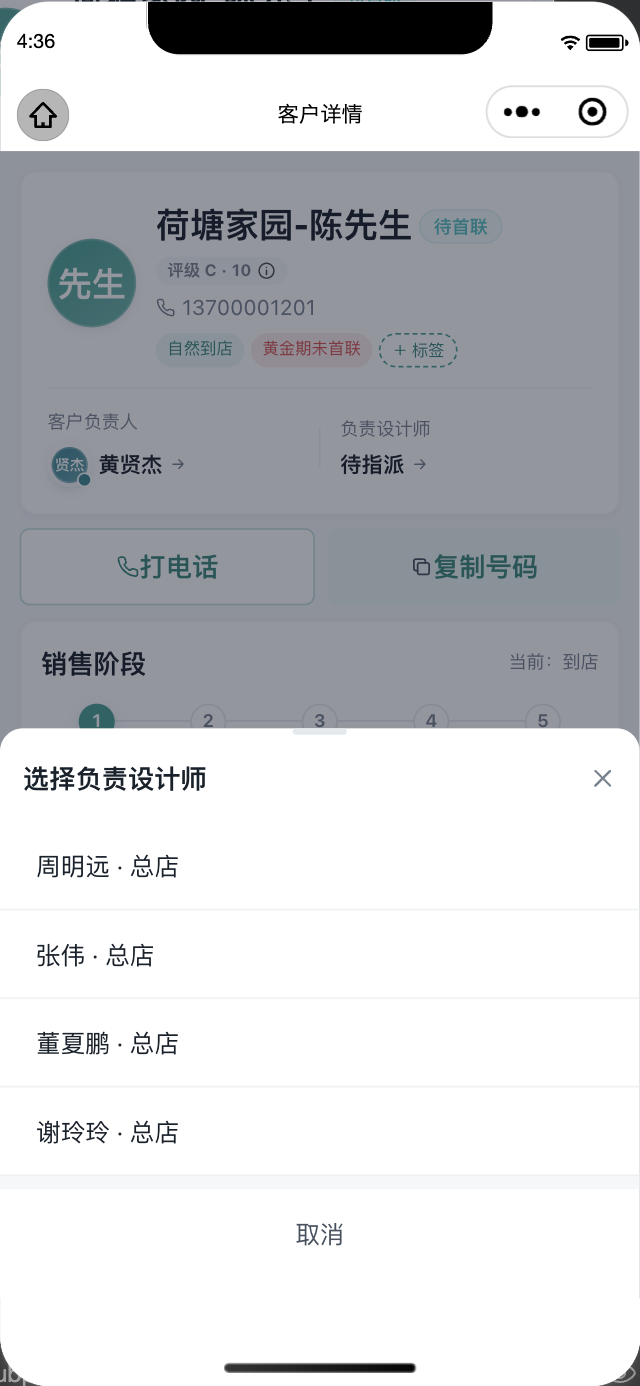 4:36
客户详情
荷塘家园-陈先生 待首联
先生
评级 C · 10
13700001201
自然到店 黄金期未首联 + 标签
客户负责人 负责设计师
贤杰 黄贤杰 → 待指派 →
打电话 复制号码
销售阶段 当前：到店
1 2 3 4 5
选择负责设计师
周明远 · 总店
张伟 · 总店
董夏鹏 · 总店
谢玲玲 · 总店
取消